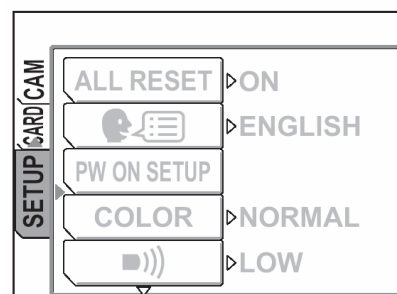 CAM
CARD
SETUP
ALL RESET ON
ENGLISH
PW ON SETUP
COLOR NORMAL
LOW